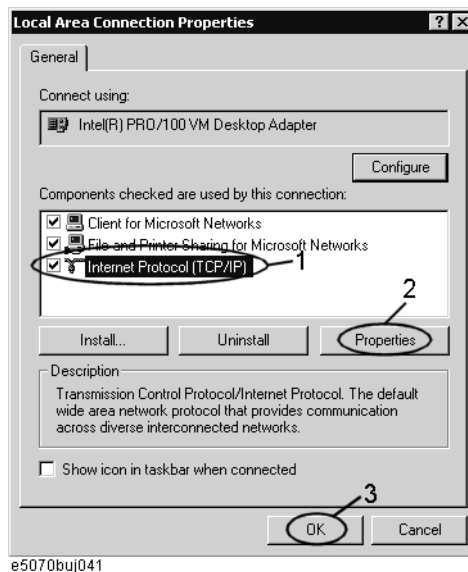 Local Area Connection Properties
General
Connect using:
Intel(R) PRO/100 VM Desktop Adapter
Configure
Components checked are used by this connection:
Client for Microsoft Networks
File and Printer Sharing for Microsoft Networks
Internet Protocol (TCP/IP)
1
2
Install...
Uninstall
Properties
Description
Transmission Control Protocol/Internet Protocol. The default
wide area network protocol that provides communication
across diverse interconnected networks.
Show icon in taskbar when connected
3
OK
Cancel
e5070buj041